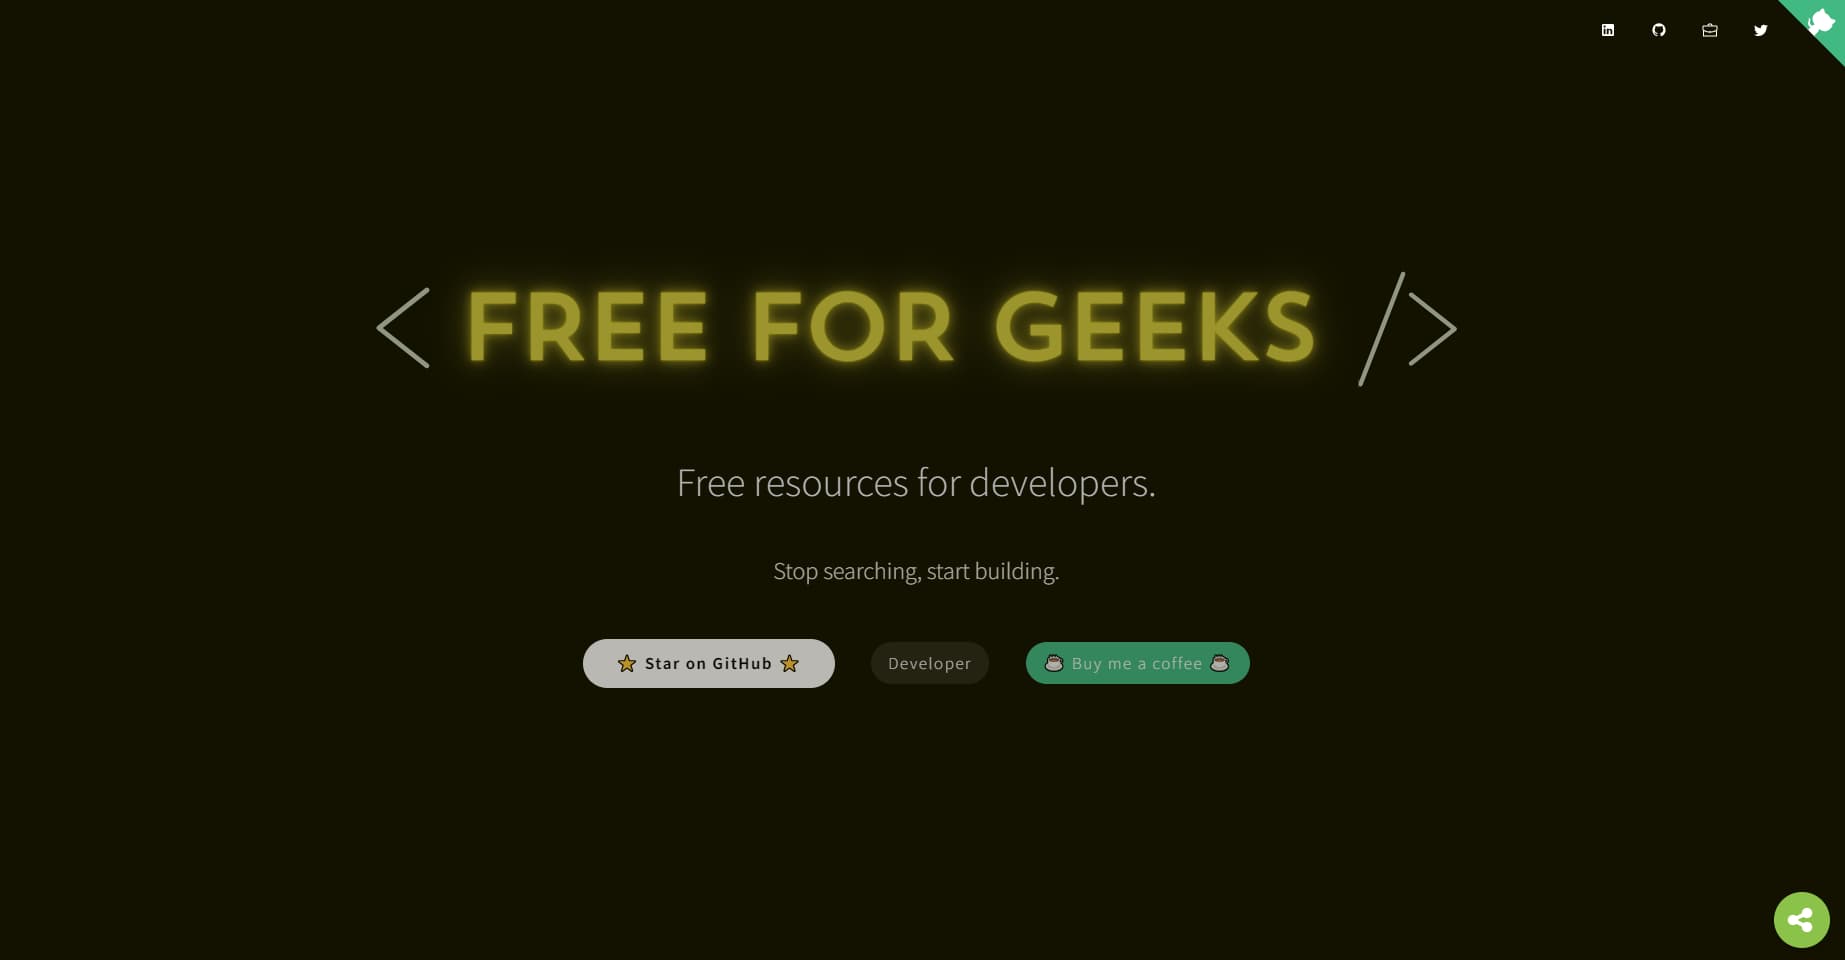 < FREE FOR GEEKS />
Free resources for developers.
Stop searching, start building.
⭐ Star on GitHub ⭐
Developer
☕ Buy me a coffee ☕